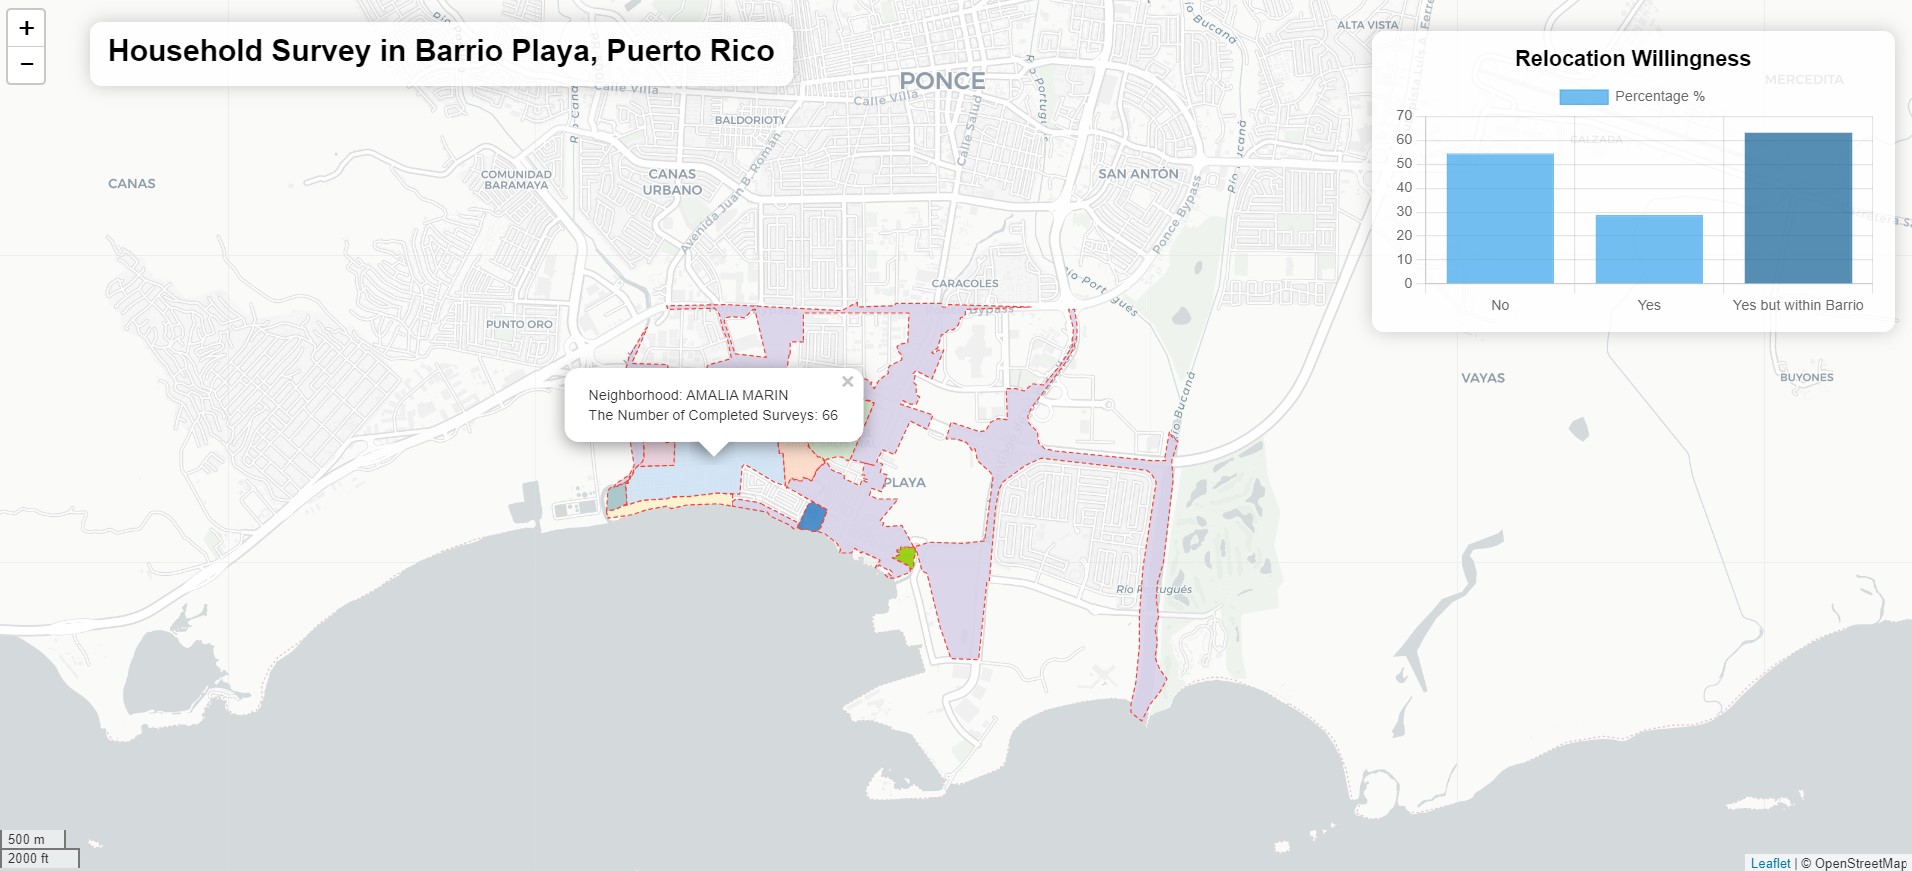 +
−
Household Survey in Barrio Playa, Puerto Rico
PONCE
ALTA VISTA
Río Bucaná
Calle Villa
Calle Villa
BALDORIOTY
Calle Salud
CANAS
COMUNIDAD
BARAMAYA
CANAS
URBANO
Avenida Juan B. Román
SAN ANTÓN
Ponce Bypass
Río Portugués
CARACOLES
Bypass
PUNTO ORO
Relocation Willingness
MERCEDITA
Percentage %
CALZADA
70
60
50
40
30
20
10
0
No
Yes
Yes but within Barrio
Neighborhood: AMALIA MARIN
The Number of Completed Surveys: 66
×
VAYAS
BUYONES
Río Bucaná
PLAYA
500 m
2000 ft
Leaflet | © OpenStreetMap